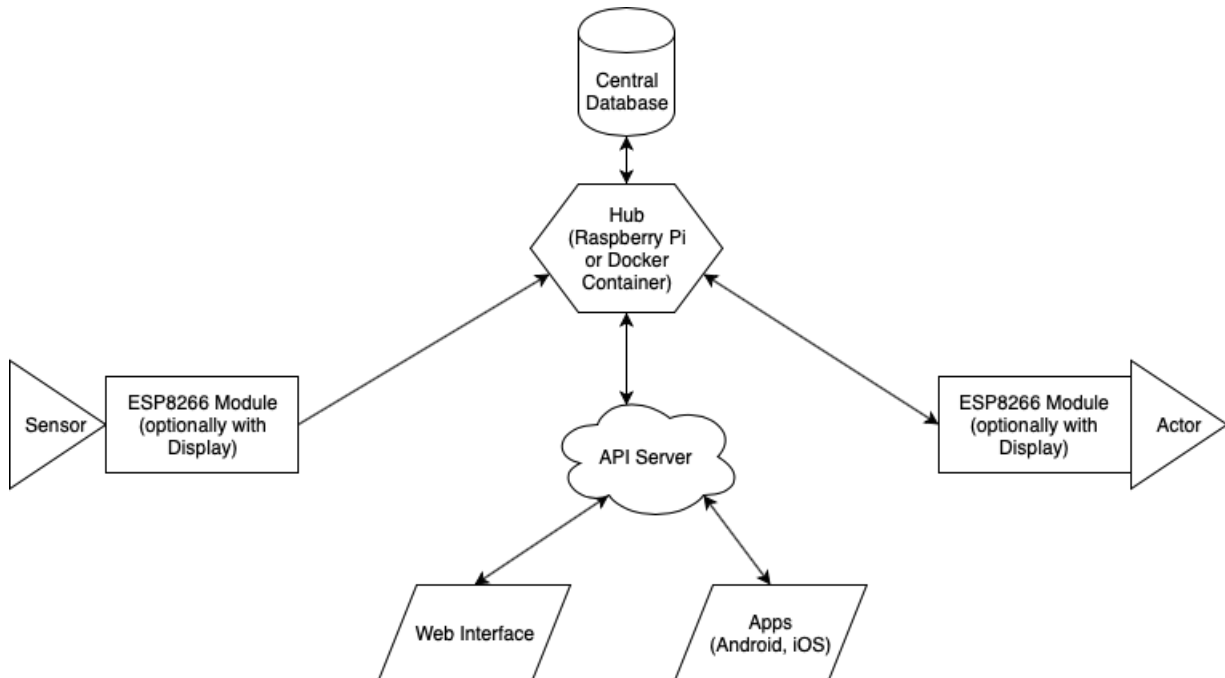 Central
Database
Hub
(Raspberry Pi
or Docker
Container)
Sensor
ESP8266 Module
(optionally with
Display)
ESP8266 Module
(optionally with
Display)
Actor
API Server
Web Interface
Apps
(Android, iOS)